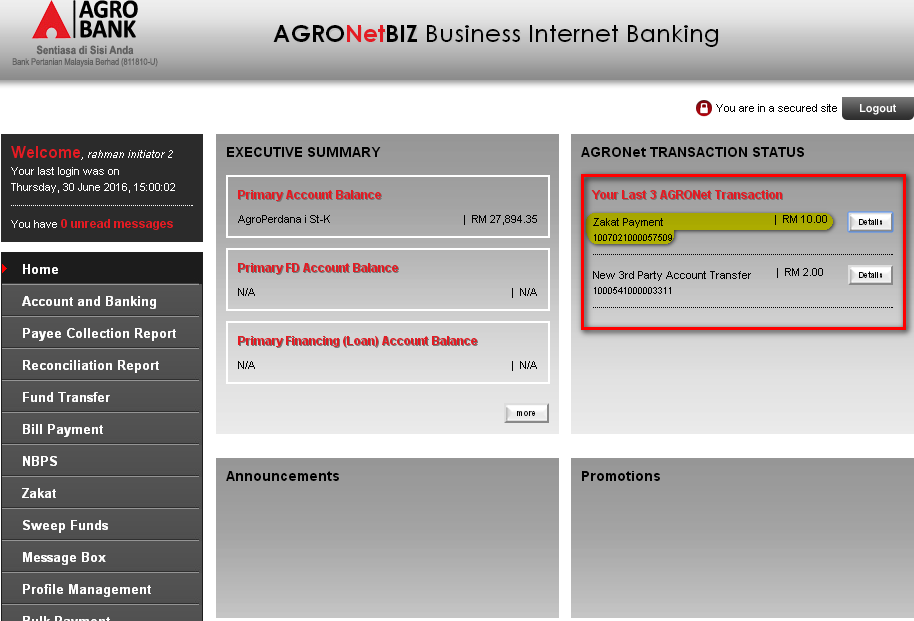 AGRO
BANK
Sentiasa di Sisi Anda
Bank Pertanian Malaysia Berhad (811810-U)
AGRONetBIZ Business Internet Banking
You are in a secured site
Logout
Welcome, rahman initiator 2
Your last login was on
Thursday, 30 June 2016, 15:00:02
You have 0 unread messages
Home
Account and Banking
Payee Collection Report
Reconciliation Report
Fund Transfer
Bill Payment
NBPS
Zakat
Sweep Funds
Message Box
Profile Management
Bulk Payment
EXECUTIVE SUMMARY
Primary Account Balance
AgroPerdana i St-K | RM 27,894.35
Primary FD Account Balance
N/A | N/A
Primary Financing (Loan) Account Balance
N/A | N/A
more
AGRONet TRANSACTION STATUS
Your Last 3 AGRONet Transaction
Zakat Payment | RM 10.00 Details
1007021000057509
New 3rd Party Account Transfer | RM 2.00 Details
1000541000003311
Announcements
Promotions